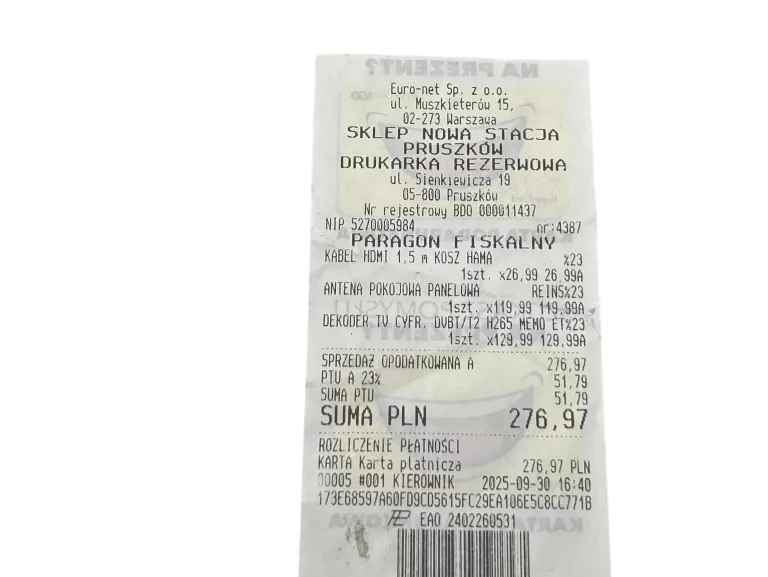 Euro-net Sp. z o.o.
ul. Muszkieterów 15,
02-273 Warszawa
SKLEP NOWA STACJA
PRUSZKÓW
DRUKARKA REZERWOWA
ul. Sienkiewicza 19
05-800 Pruszków
Nr rejestrowy BDO 000011437
NIP 5270005984 nr:4387
PARAGON FISKALNY
KABEL HDMI 1,5 m KOSZ HAMA %23
1szt. x26,99 26,99A
ANTENA POKOJOWA PANELOWA REINS%23
1szt. x119,99 119,99A
DEKODER TV CYFR. DVBT/T2 H265 MEMO ET%23
1szt. x129,99 129,99A
SPRZEDAŻ OPODATKOWANA A 276,97
PTU A 23% 51,79
SUMA PTU 51,79
SUMA PLN 276,97
ROZLICZENIE PŁATNOŚCI
KARTA Karta płatnicza 276,97 PLN
00005 #001 KIEROWNIK 2025-09-30 16:40
173E68597A60FD9CD5615FC29EA106E5C8CC771B
EAO 2402260531